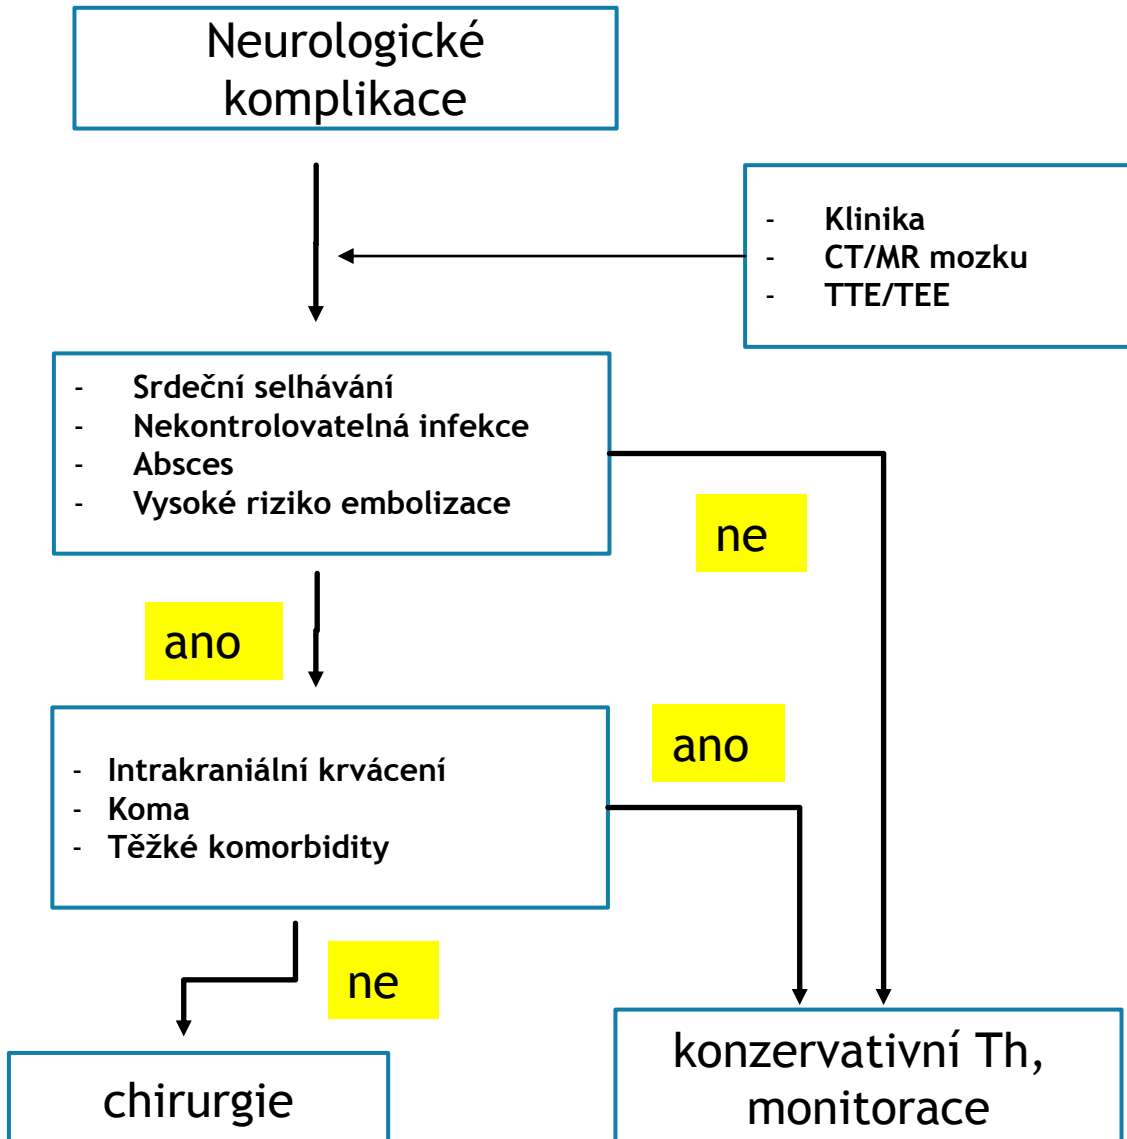 Neurologické
komplikace
- Klinika
- CT/MR mozku
- TTE/TEE
- Srdeční selhávání
- Nekontrolovatelná infekce
- Absces
- Vysoké riziko embolizace
ne
ano
ano
- Intrakraniální krvácení
- Koma
- Těžké komorbidity
ne
chirurgie
konzervativní Th,
monitorace